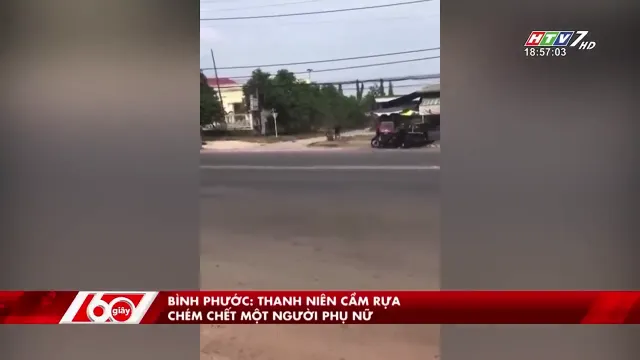 HTV7 HD
18:57:03
60 giây
BÌNH PHƯỚC: THANH NIÊN CẦM RỰA
CHÉM CHẾT MỘT NGƯỜI PHỤ NỮ